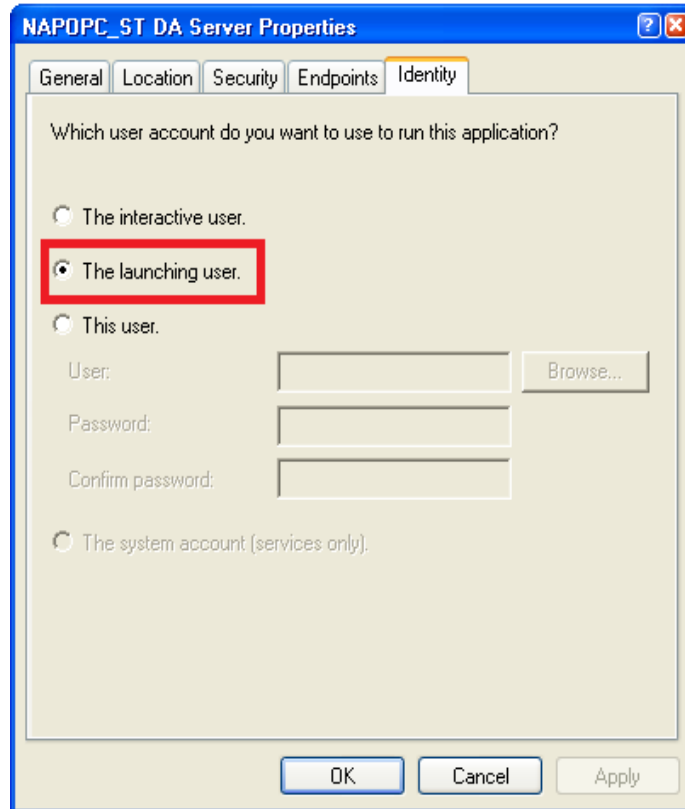 NAPOPC_ST DA Server Properties
General Location Security Endpoints Identity
Which user account do you want to use to run this application?
The interactive user.
The launching user.
This user.
User:
Browse...
Password:
Confirm password:
The system account (services only).
OK Cancel Apply